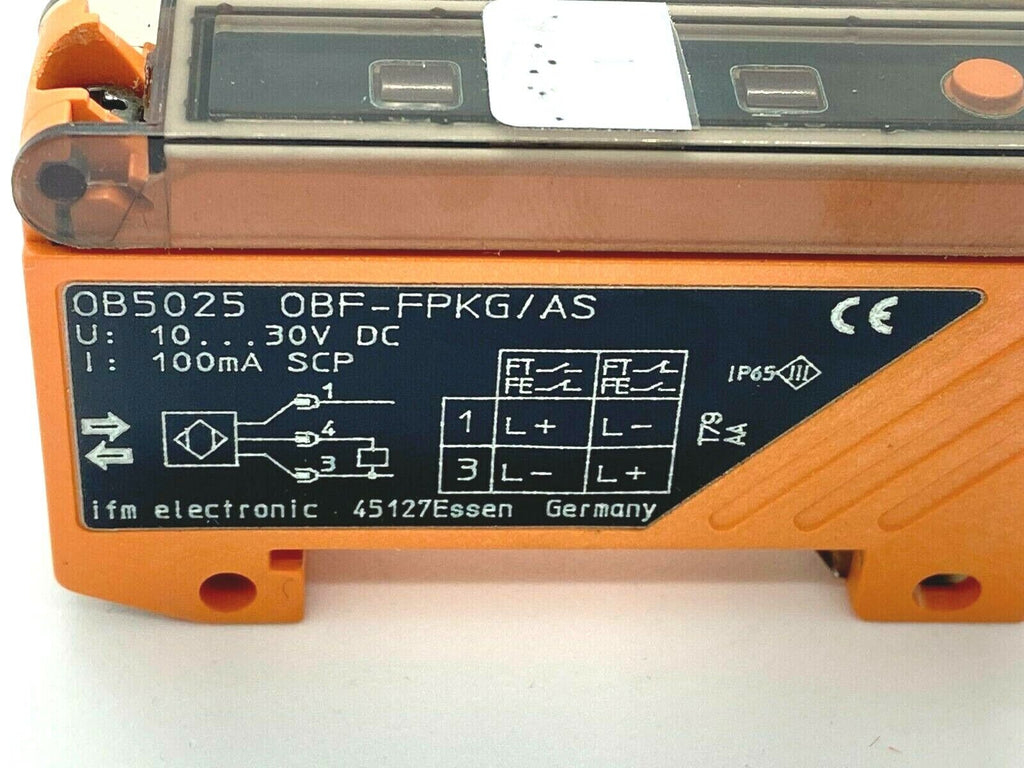 OB5025 OBF-FPKG/AS
CE
U: 10...30V DC
I: 100mA SCP
FT FT
FE FE
IP65 III
1 L+ L-
3 L- L+
1
4
3
T79
AA
ifm electronic 45127Essen Germany